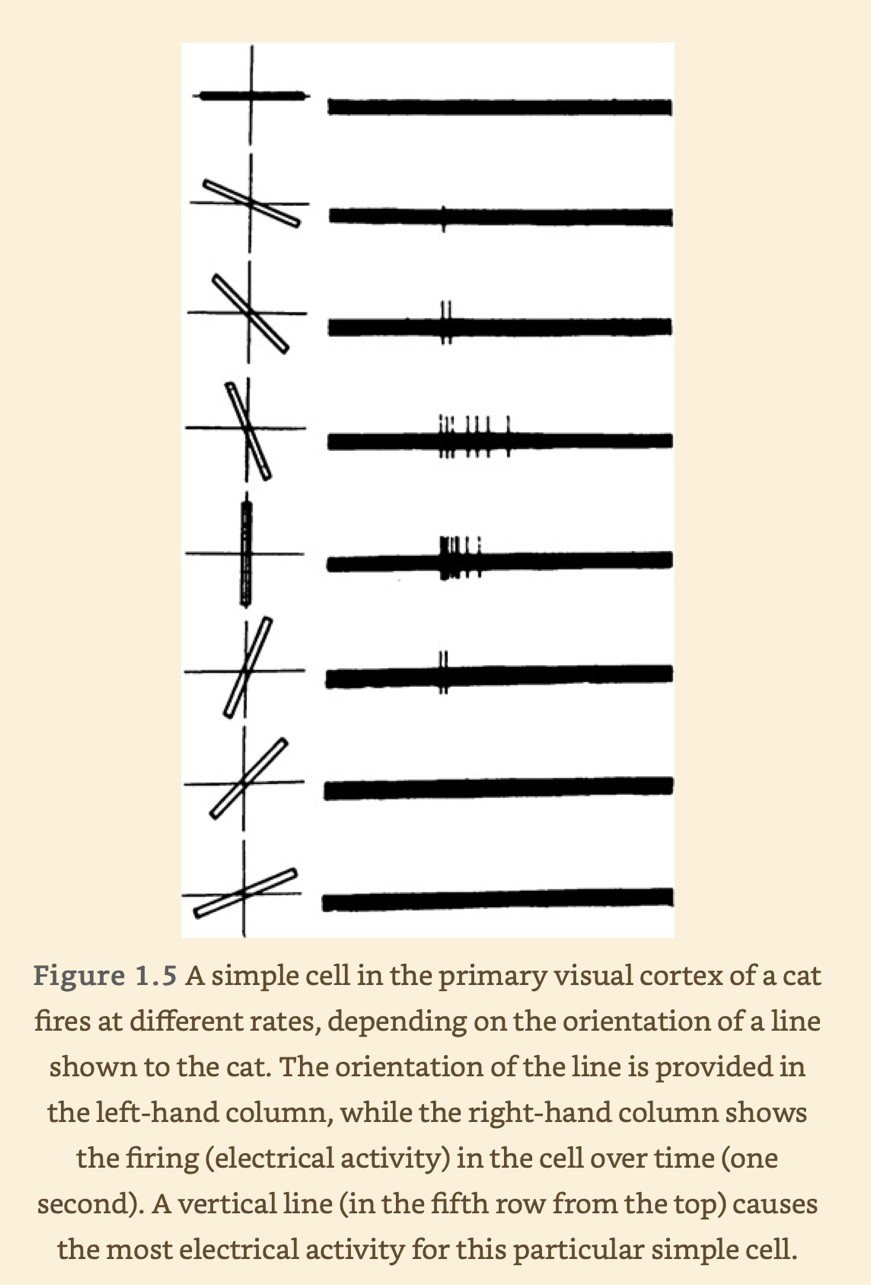 Figure 1.5 A simple cell in the primary visual cortex of a cat
fires at different rates, depending on the orientation of a line
shown to the cat. The orientation of the line is provided in
the left-hand column, while the right-hand column shows
the firing (electrical activity) in the cell over time (one
second). A vertical line (in the fifth row from the top) causes
the most electrical activity for this particular simple cell.